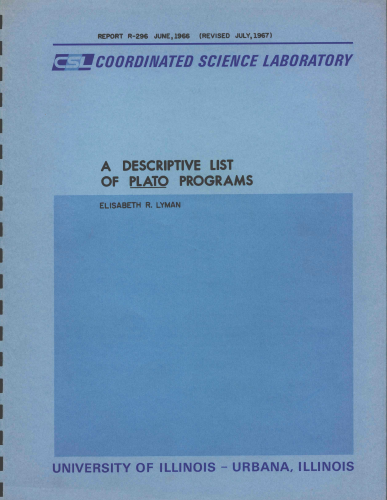 REPORT R-296 JUNE, 1966 (REVISED JULY, 1967)
CSL COORDINATED SCIENCE LABORATORY
A DESCRIPTIVE LIST
OF PLATO PROGRAMS
ELISABETH R. LYMAN
UNIVERSITY OF ILLINOIS - URBANA, ILLINOIS